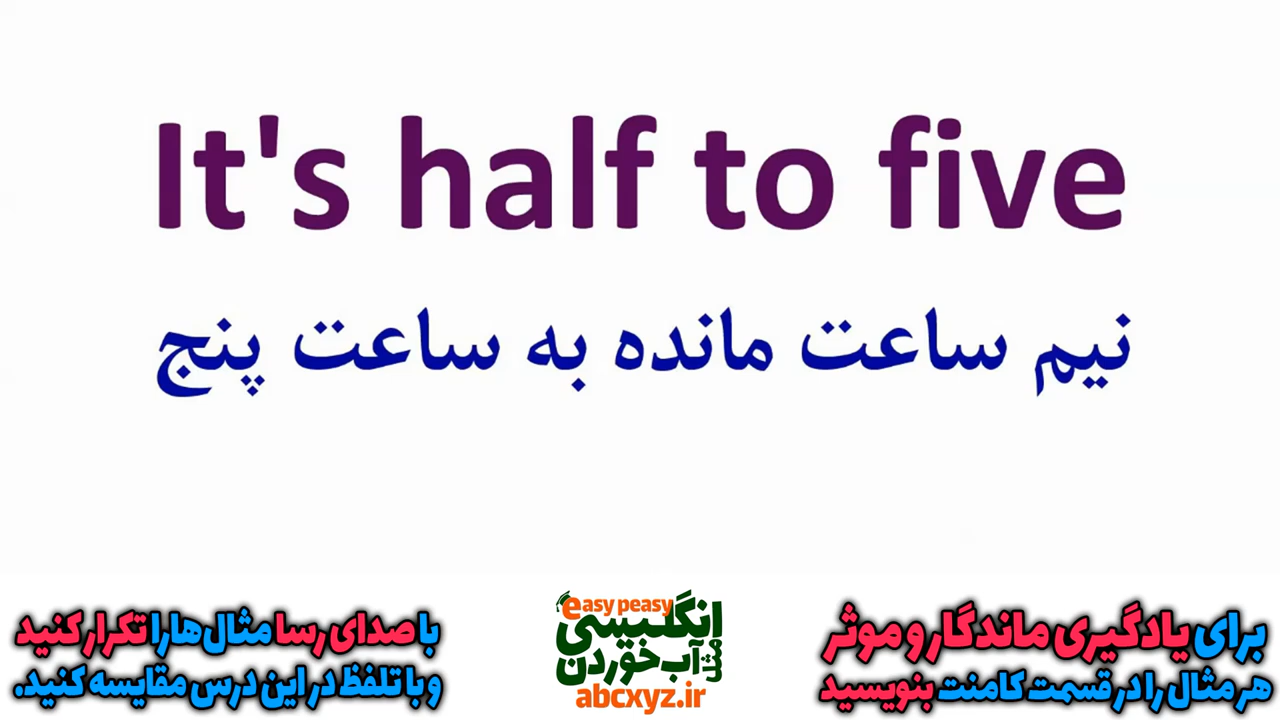 It's half to five
نیم ساعت مانده به ساعت پنج
برای یادگیری ماندگار و موثر
هر مثال را در قسمت کامنت بنویسید
easy peasy
انگلیسی
مثل آب خوردن
abcxyz.ir
با صدای رسا مثال‌ها را تکرار کنید
و با تلفظ در این درس مقایسه کنید.